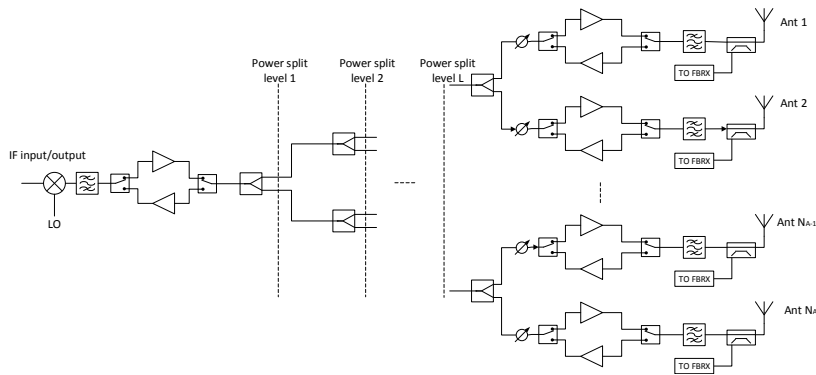 Power split
level 1
Power split
level 2
Power split
level L
Ant 1
TO FBRX
Ant 2
TO FBRX
IF input/output
LO
Ant NA-1
TO FBRX
Ant NA
TO FBRX